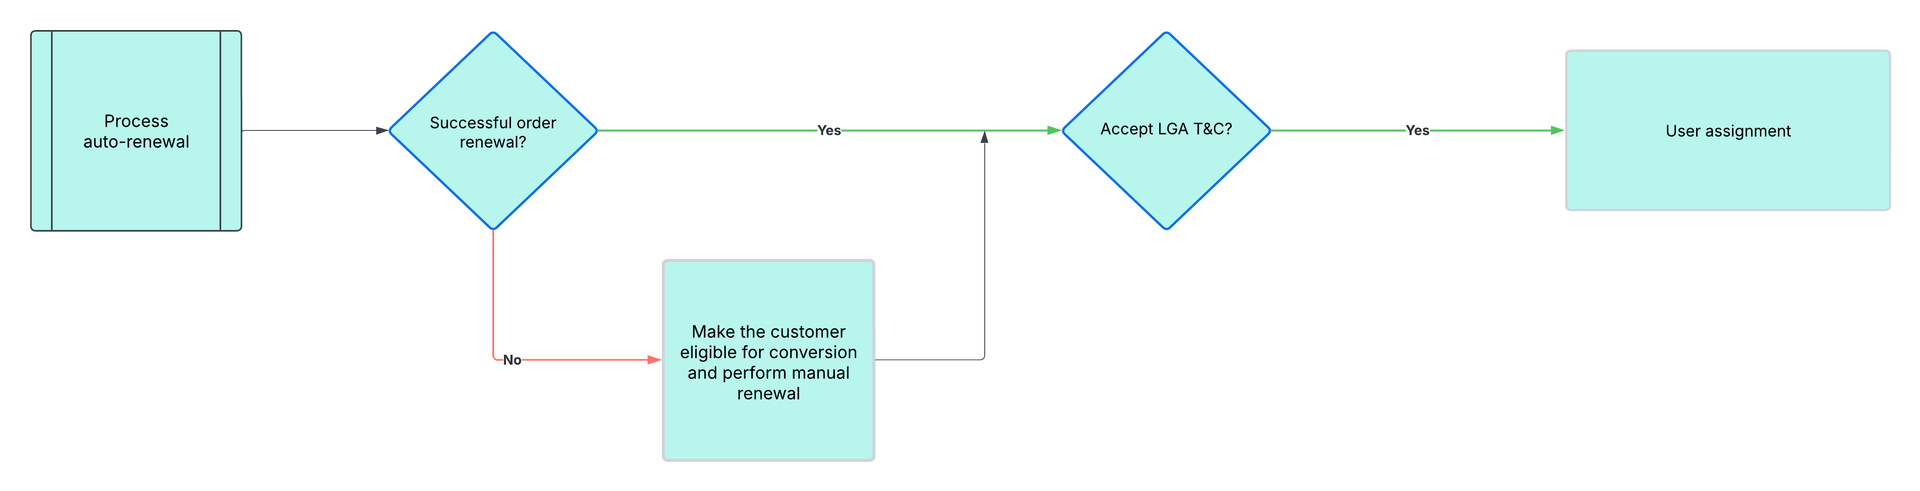 Process
auto-renewal
Successful order
renewal?
Yes
Accept LGA T&C?
Yes
User assignment
No
Make the customer
eligible for conversion
and perform manual
renewal